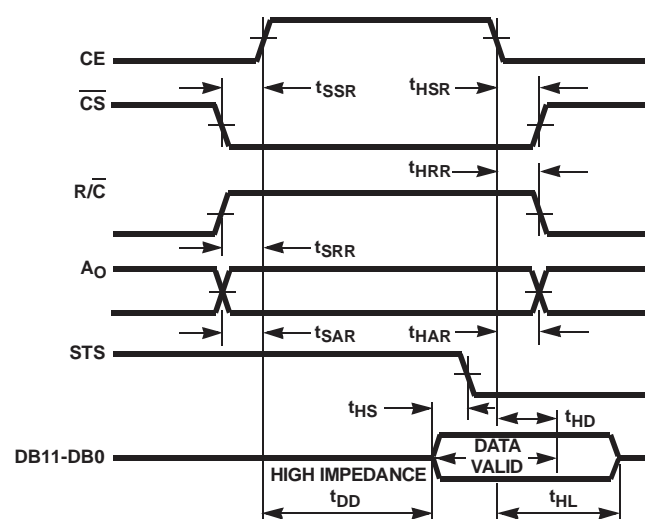 CE
tSSR
tHSR
CS
tHRR
R/C
tSRR
AO
tSAR
tHAR
STS
tHS
tHD
DB11-DB0
DATA
VALID
HIGH IMPEDANCE
tDD
tHL